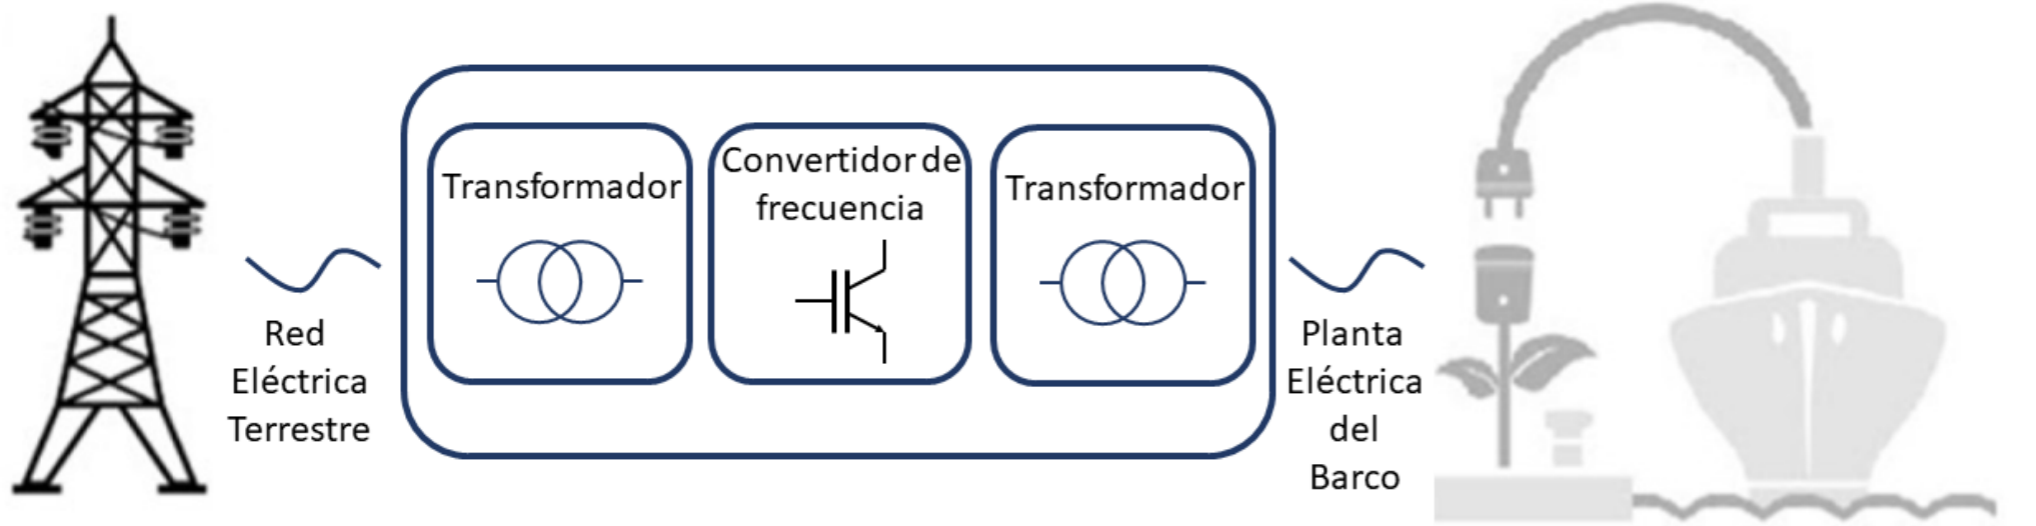 Red
Eléctrica
Terrestre
Transformador
Convertidor de
frecuencia
Transformador
Planta
Eléctrica
del
Barco